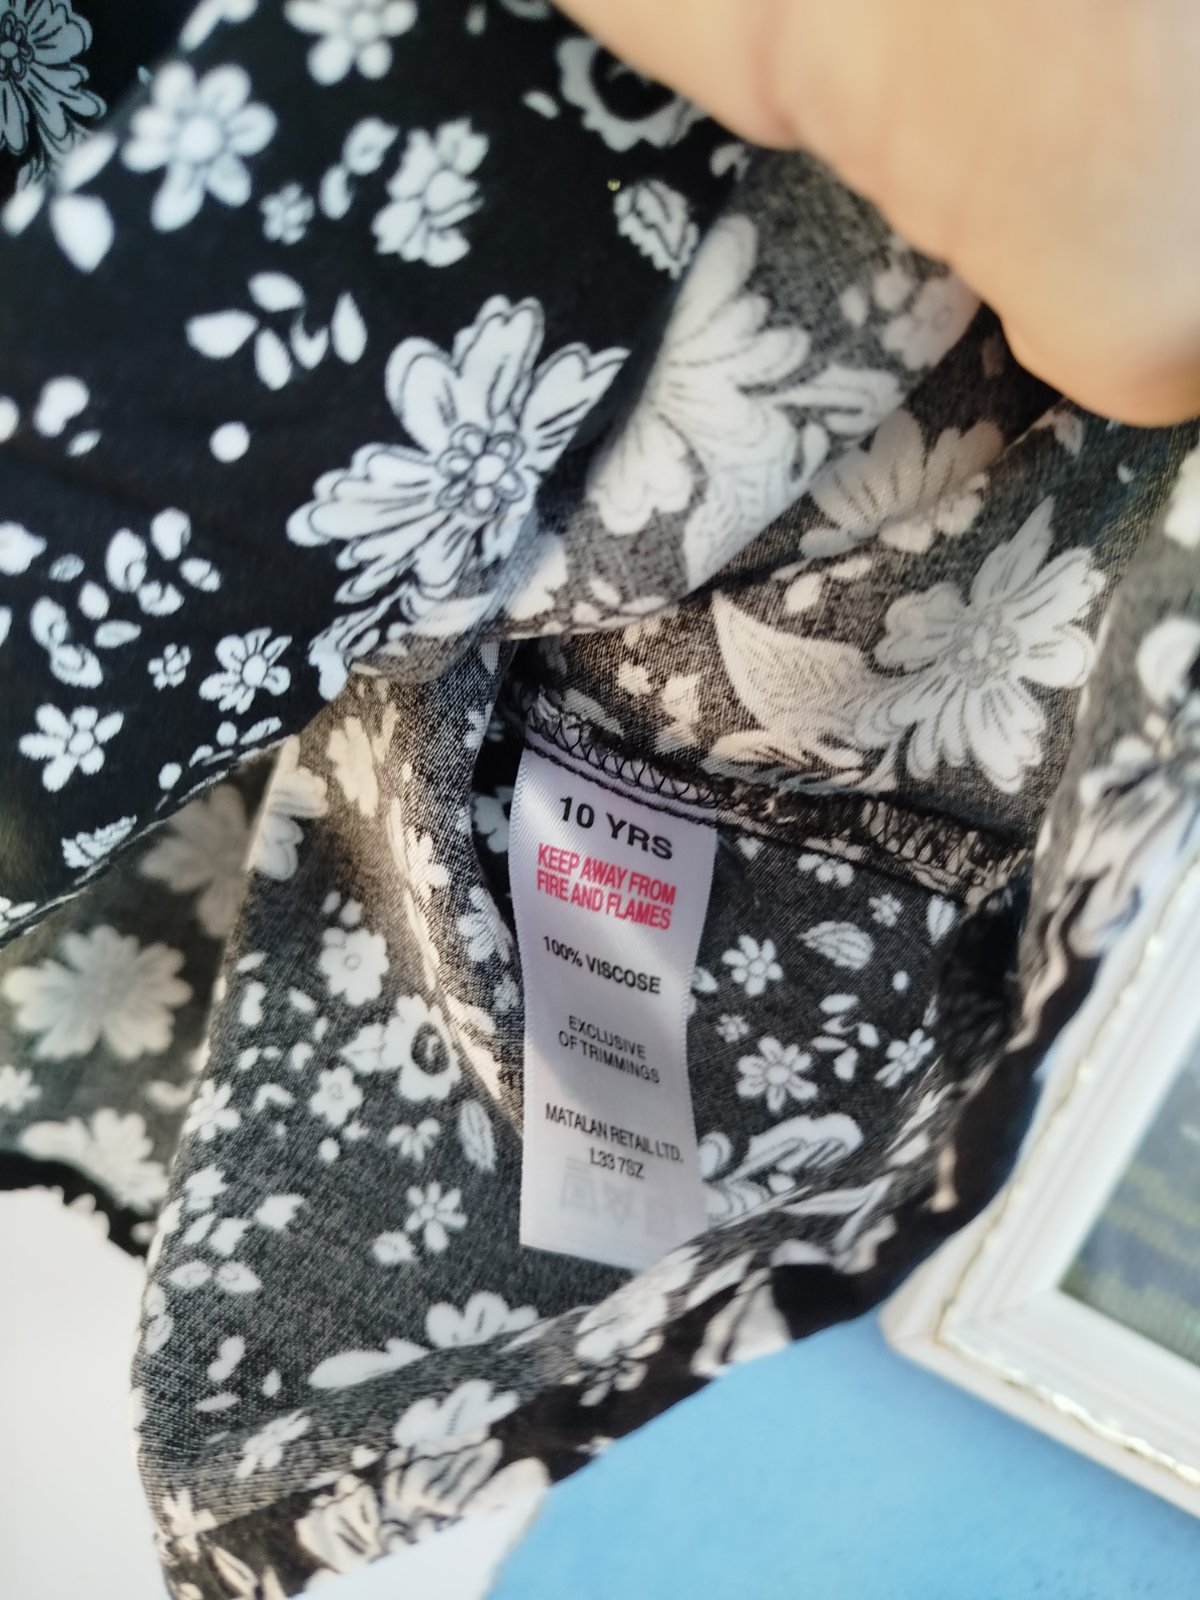 10 YRS
KEEP AWAY FROM
FIRE AND FLAMES
100% VISCOSE
EXCLUSIVE
OF TRIMMINGS
MATALAN RETAIL LTD.
L33 7SZ